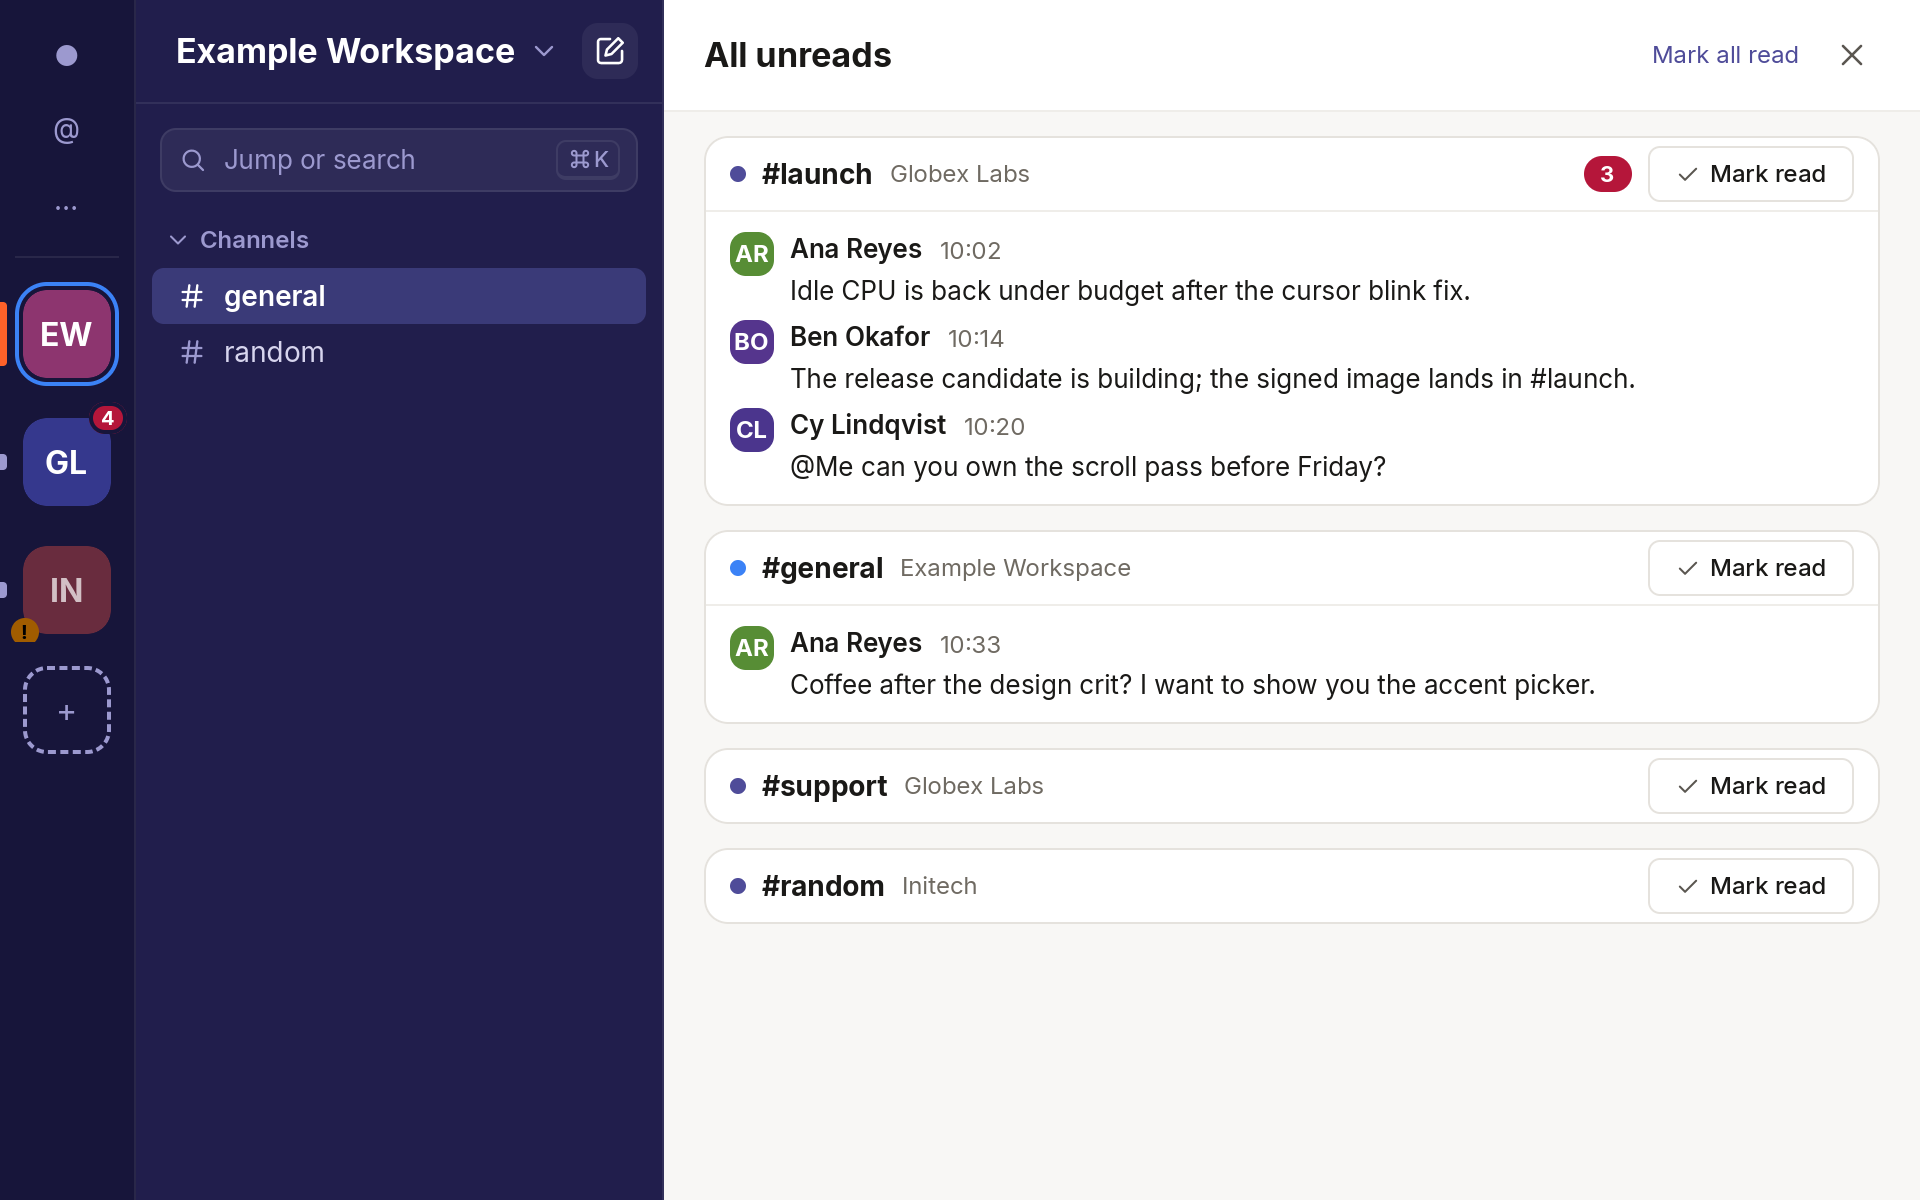 @
...
EW
4
GL
IN
!
+
Example Workspace
Jump or search
⌘K
Channels
# general
# random
All unreads
Mark all read
#launch Globex Labs
3
Mark read
AR
Ana Reyes 10:02
Idle CPU is back under budget after the cursor blink fix.
BO
Ben Okafor 10:14
The release candidate is building; the signed image lands in #launch.
CL
Cy Lindqvist 10:20
@Me can you own the scroll pass before Friday?
#general Example Workspace
Mark read
AR
Ana Reyes 10:33
Coffee after the design crit? I want to show you the accent picker.
#support Globex Labs
Mark read
#random Initech
Mark read